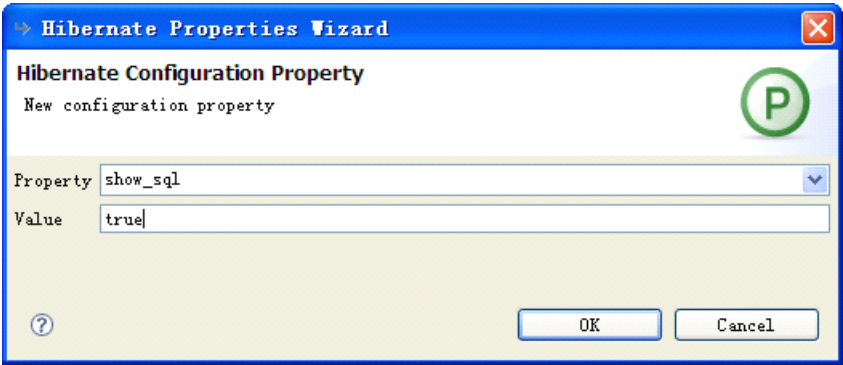 Hibernate Properties Wizard
Hibernate Configuration Property
New configuration property
P
Property show_sql
Value true
?
OK Cancel